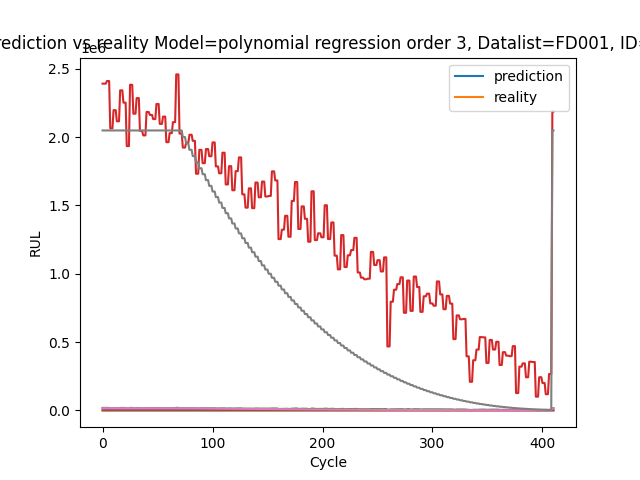 rediction vs reality Model=polynomial regression order 3, Datalist=FD001, ID=
1e6
2.5
2.0
1.5
1.0
0.5
0.0
RUL
prediction
reality
0 100 200 300 400
Cycle